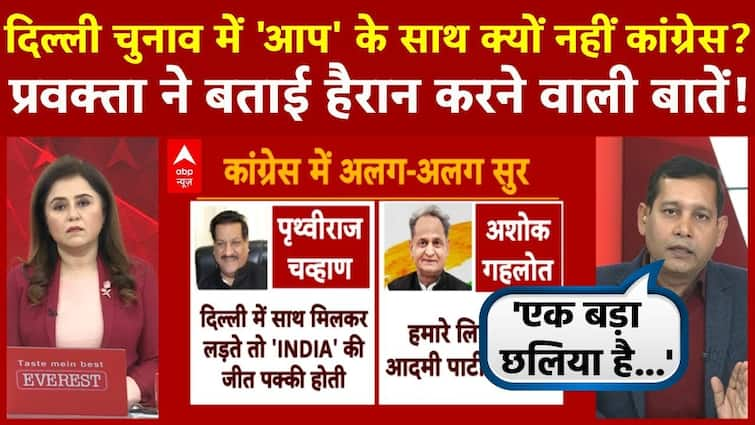 दिल्ली चुनाव में 'आप' के साथ क्यों नहीं कांग्रेस?
प्रवक्ता ने बताई हैरान करने वाली बातें!
abp
न्यूज़
कांग्रेस में अलग-अलग सुर
पृथ्वीराज
चव्हाण
दिल्ली में साथ मिलकर
लड़ते तो 'INDIA' की
जीत पक्की होती
अशोक
गहलोत
हमारे
आदमी
'एक बड़ा
छलिया है...'
Taste mein best
EVEREST